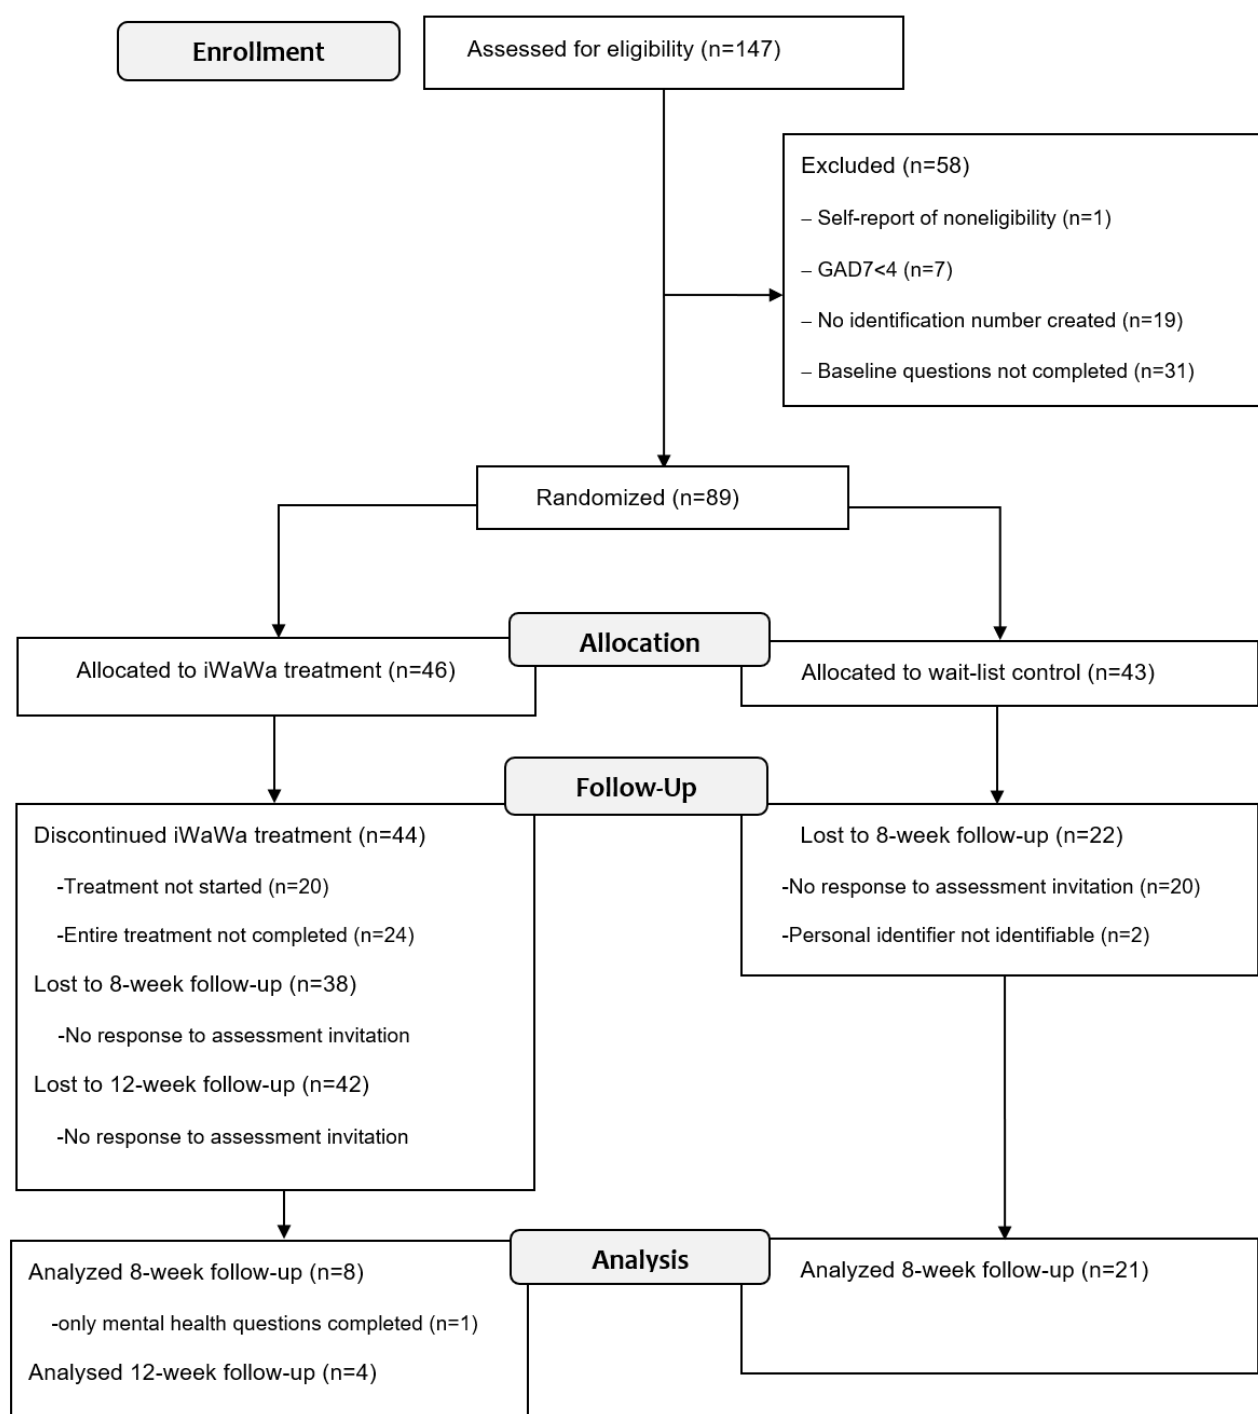 Enrollment
Assessed for eligibility (n=147)
Excluded (n=58)
– Self-report of noneligibility (n=1)
– GAD7<4 (n=7)
– No identification number created (n=19)
– Baseline questions not completed (n=31)
Randomized (n=89)
Allocation
Allocated to iWaWa treatment (n=46)
Allocated to wait-list control (n=43)
Follow-Up
Discontinued iWaWa treatment (n=44)
-Treatment not started (n=20)
-Entire treatment not completed (n=24)
Lost to 8-week follow-up (n=38)
-No response to assessment invitation
Lost to 12-week follow-up (n=42)
-No response to assessment invitation
Lost to 8-week follow-up (n=22)
-No response to assessment invitation (n=20)
-Personal identifier not identifiable (n=2)
Analysis
Analyzed 8-week follow-up (n=8)
-only mental health questions completed (n=1)
Analysed 12-week follow-up (n=4)
Analyzed 8-week follow-up (n=21)